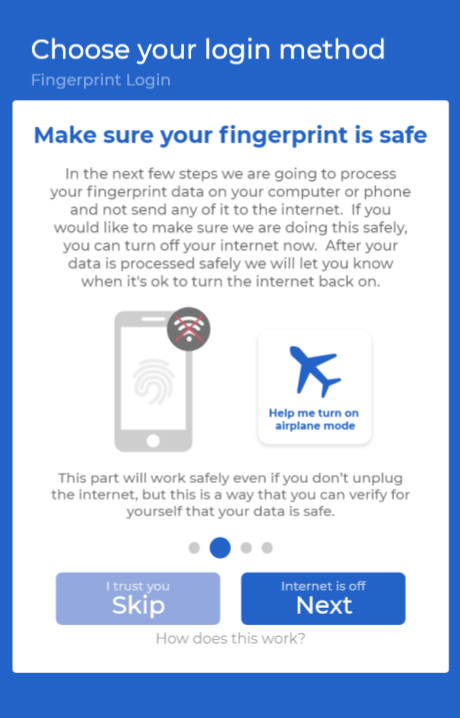 Choose your login method
Fingerprint Login
Make sure your fingerprint is safe
In the next few steps we are going to process
your fingerprint data on your computer or phone
and not send any of it to the internet. If you
would like to make sure we are doing this safely,
you can turn off your internet now. After your
data is processed safely we will let you know
when it's ok to turn the internet back on.
Help me turn on
airplane mode
This part will work safely even if you don't unplug
the internet, but this is a way that you can verify for
yourself that your data is safe.
I trust you
Skip
Internet is off
Next
How does this work?